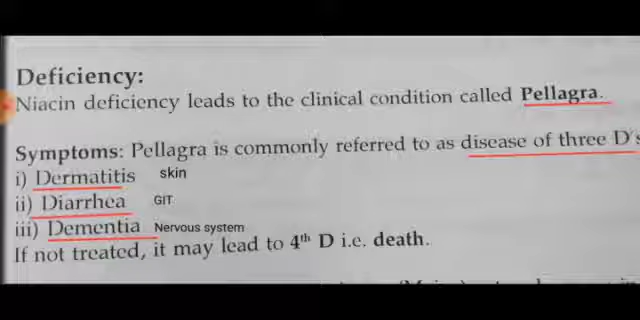 Deficiency:
Niacin deficiency leads to the clinical condition called Pellagra.
Symptoms: Pellagra is commonly referred to as disease of three D's
i) Dermatitis skin
ii) Diarrhea GIT
iii) Dementia Nervous system
If not treated, it may lead to 4th D i.e. death.